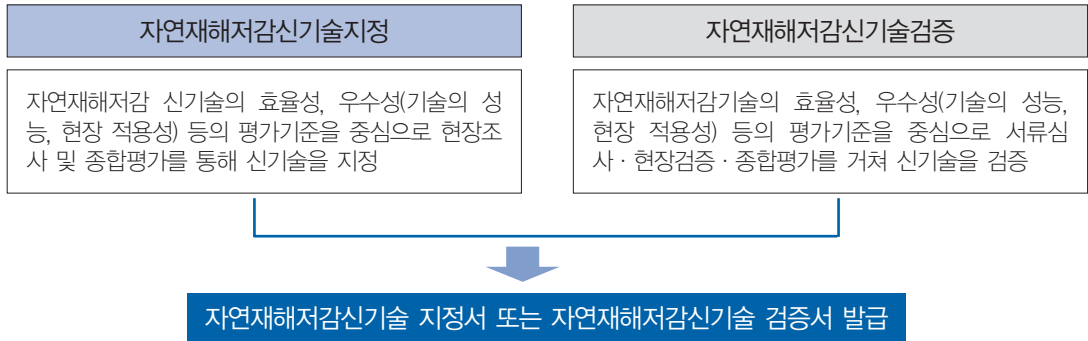 자연재해저감신기술지정
자연재해저감 신기술의 효율성, 우수성(기술의 성
능, 현장 적용성) 등의 평가기준을 중심으로 현장조
사 및 종합평가를 통해 신기술을 지정
자연재해저감신기술검증
자연재해저감기술의 효율성, 우수성(기술의 성능,
현장 적용성) 등의 평가기준을 중심으로 서류심
사 · 현장검증 · 종합평가를 거쳐 신기술을 검증
자연재해저감신기술 지정서 또는 자연재해저감신기술 검증서 발급